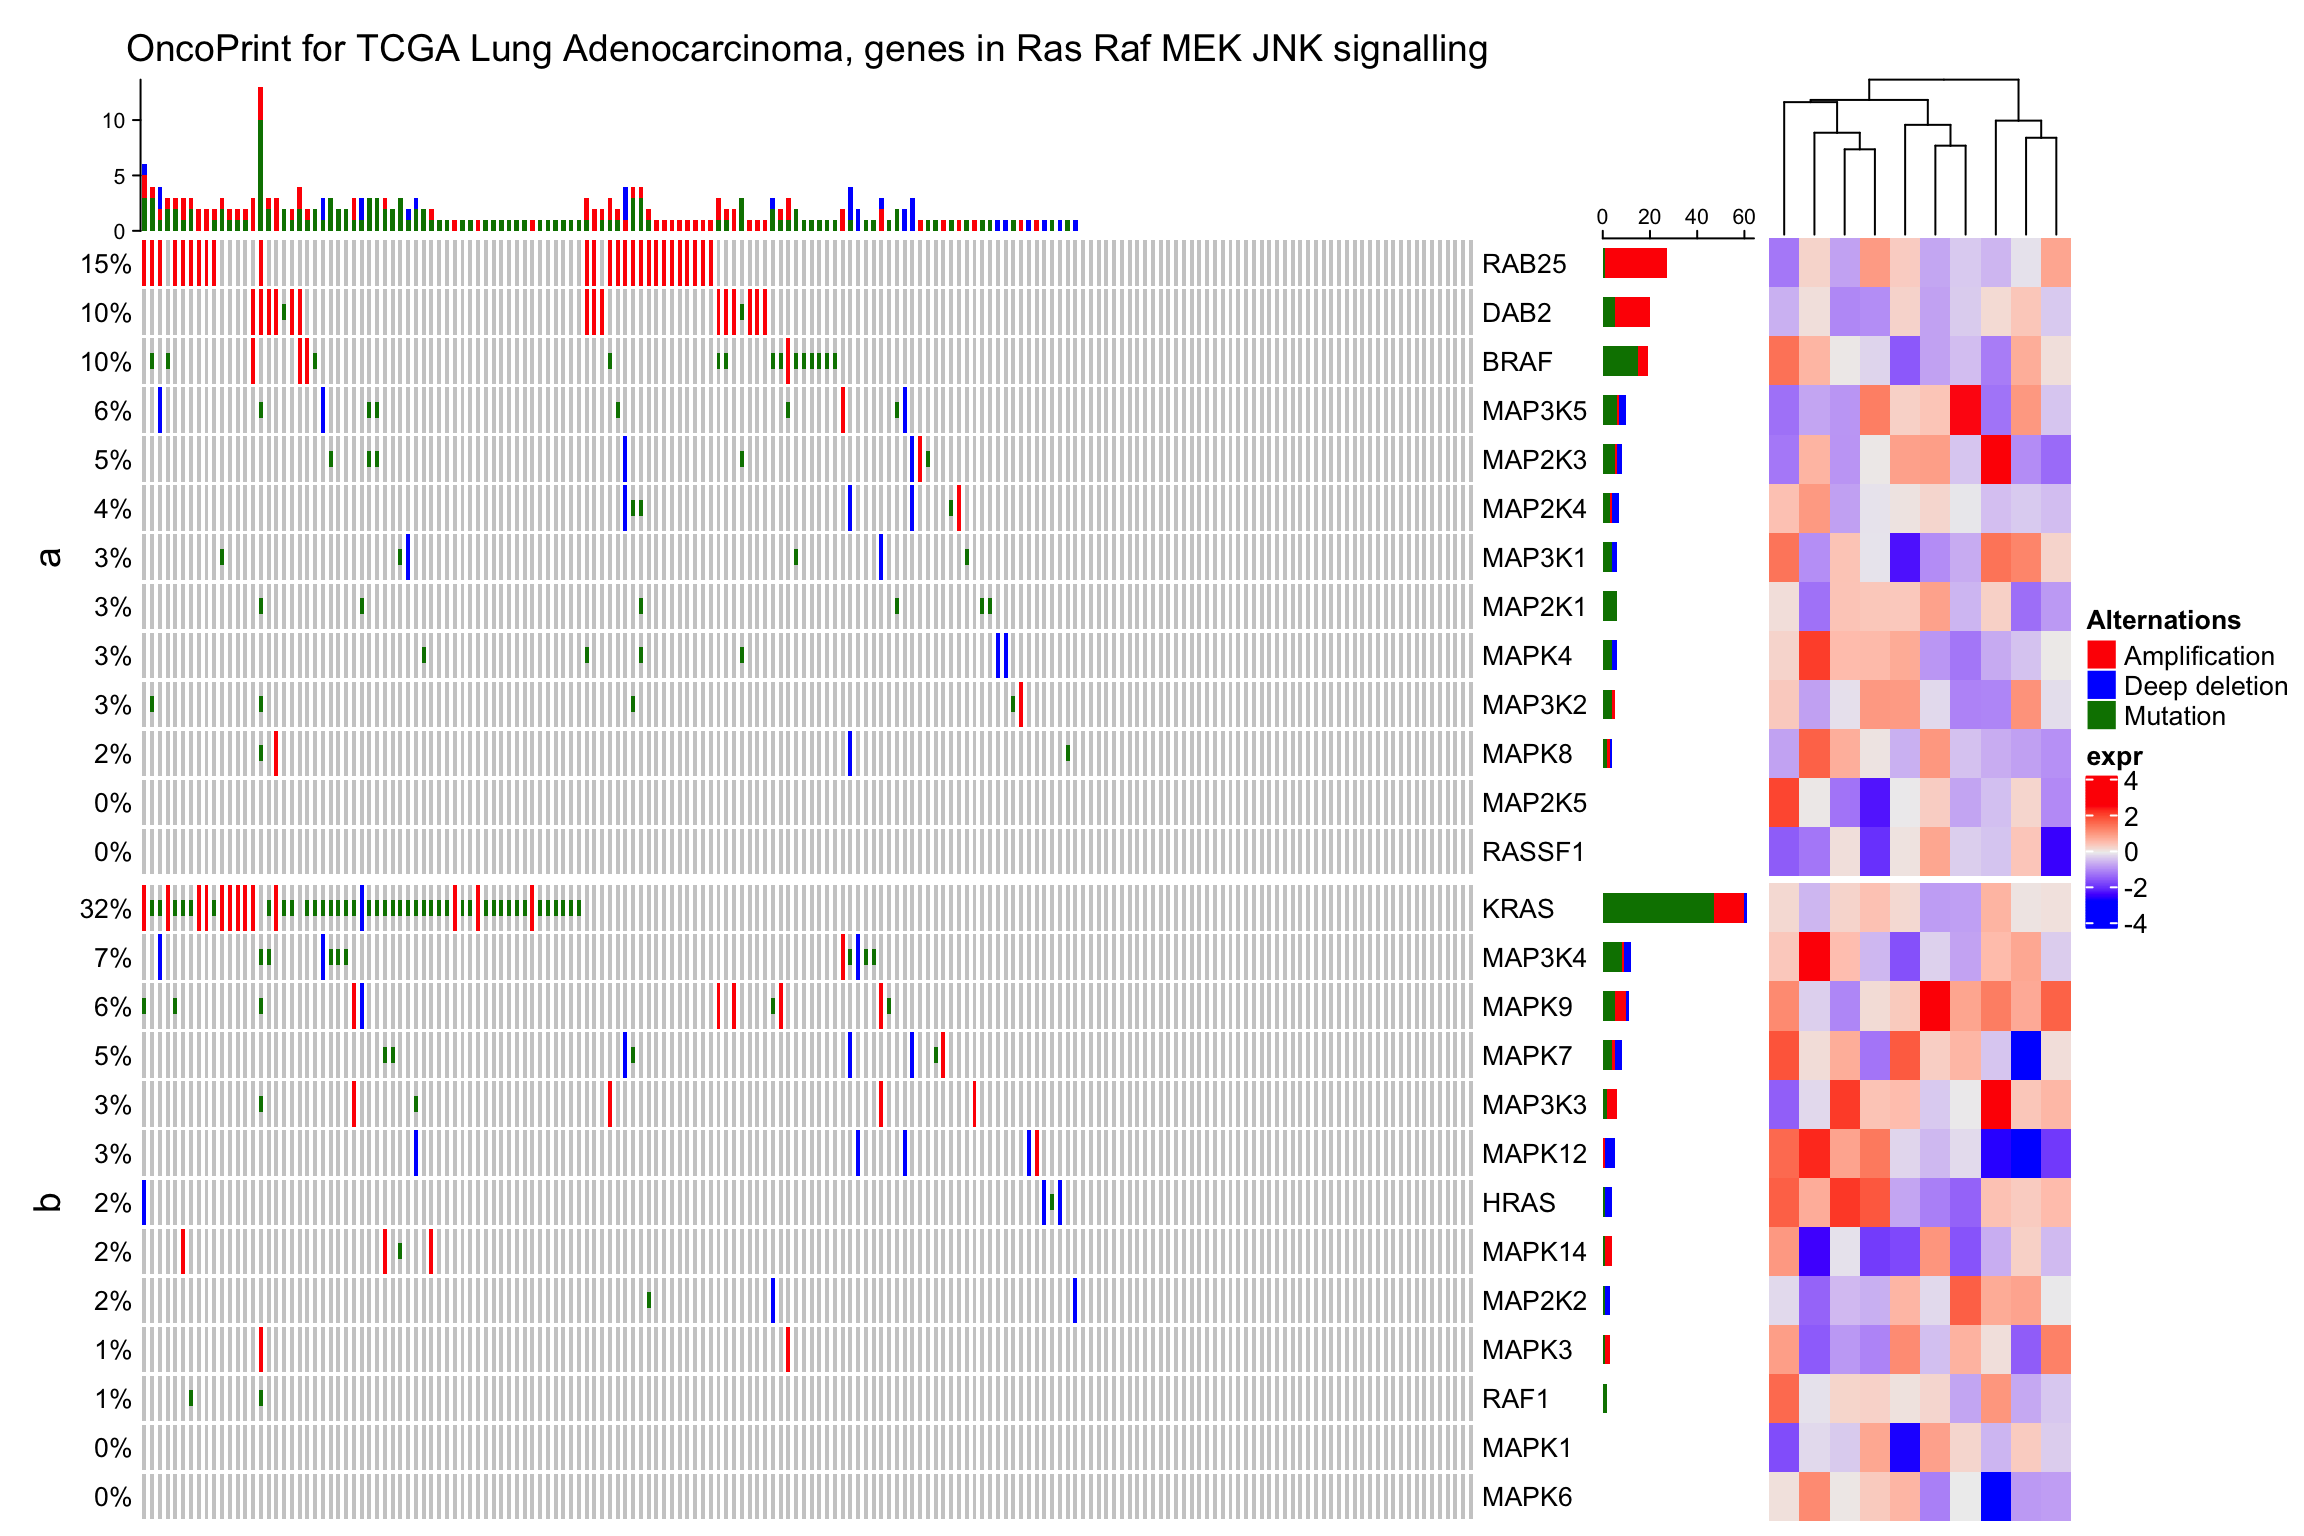 OncoPrint for TCGA Lung Adenocarcinoma, genes in Ras Raf MEK JNK signalling
10
5
0
0 20 40 60
a
15% RAB25
10% DAB2
10% BRAF
6% MAP3K5
5% MAP2K3
4% MAP2K4
3% MAP3K1
3% MAP2K1
3% MAPK4
3% MAP3K2
2% MAPK8
0% MAP2K5
0% RASSF1
b
32% KRAS
7% MAP3K4
6% MAPK9
5% MAPK7
3% MAP3K3
3% MAPK12
2% HRAS
2% MAPK14
2% MAP2K2
1% MAPK3
1% RAF1
0% MAPK1
0% MAPK6
Alternations
Amplification
Deep deletion
Mutation
expr
4
2
0
-2
-4